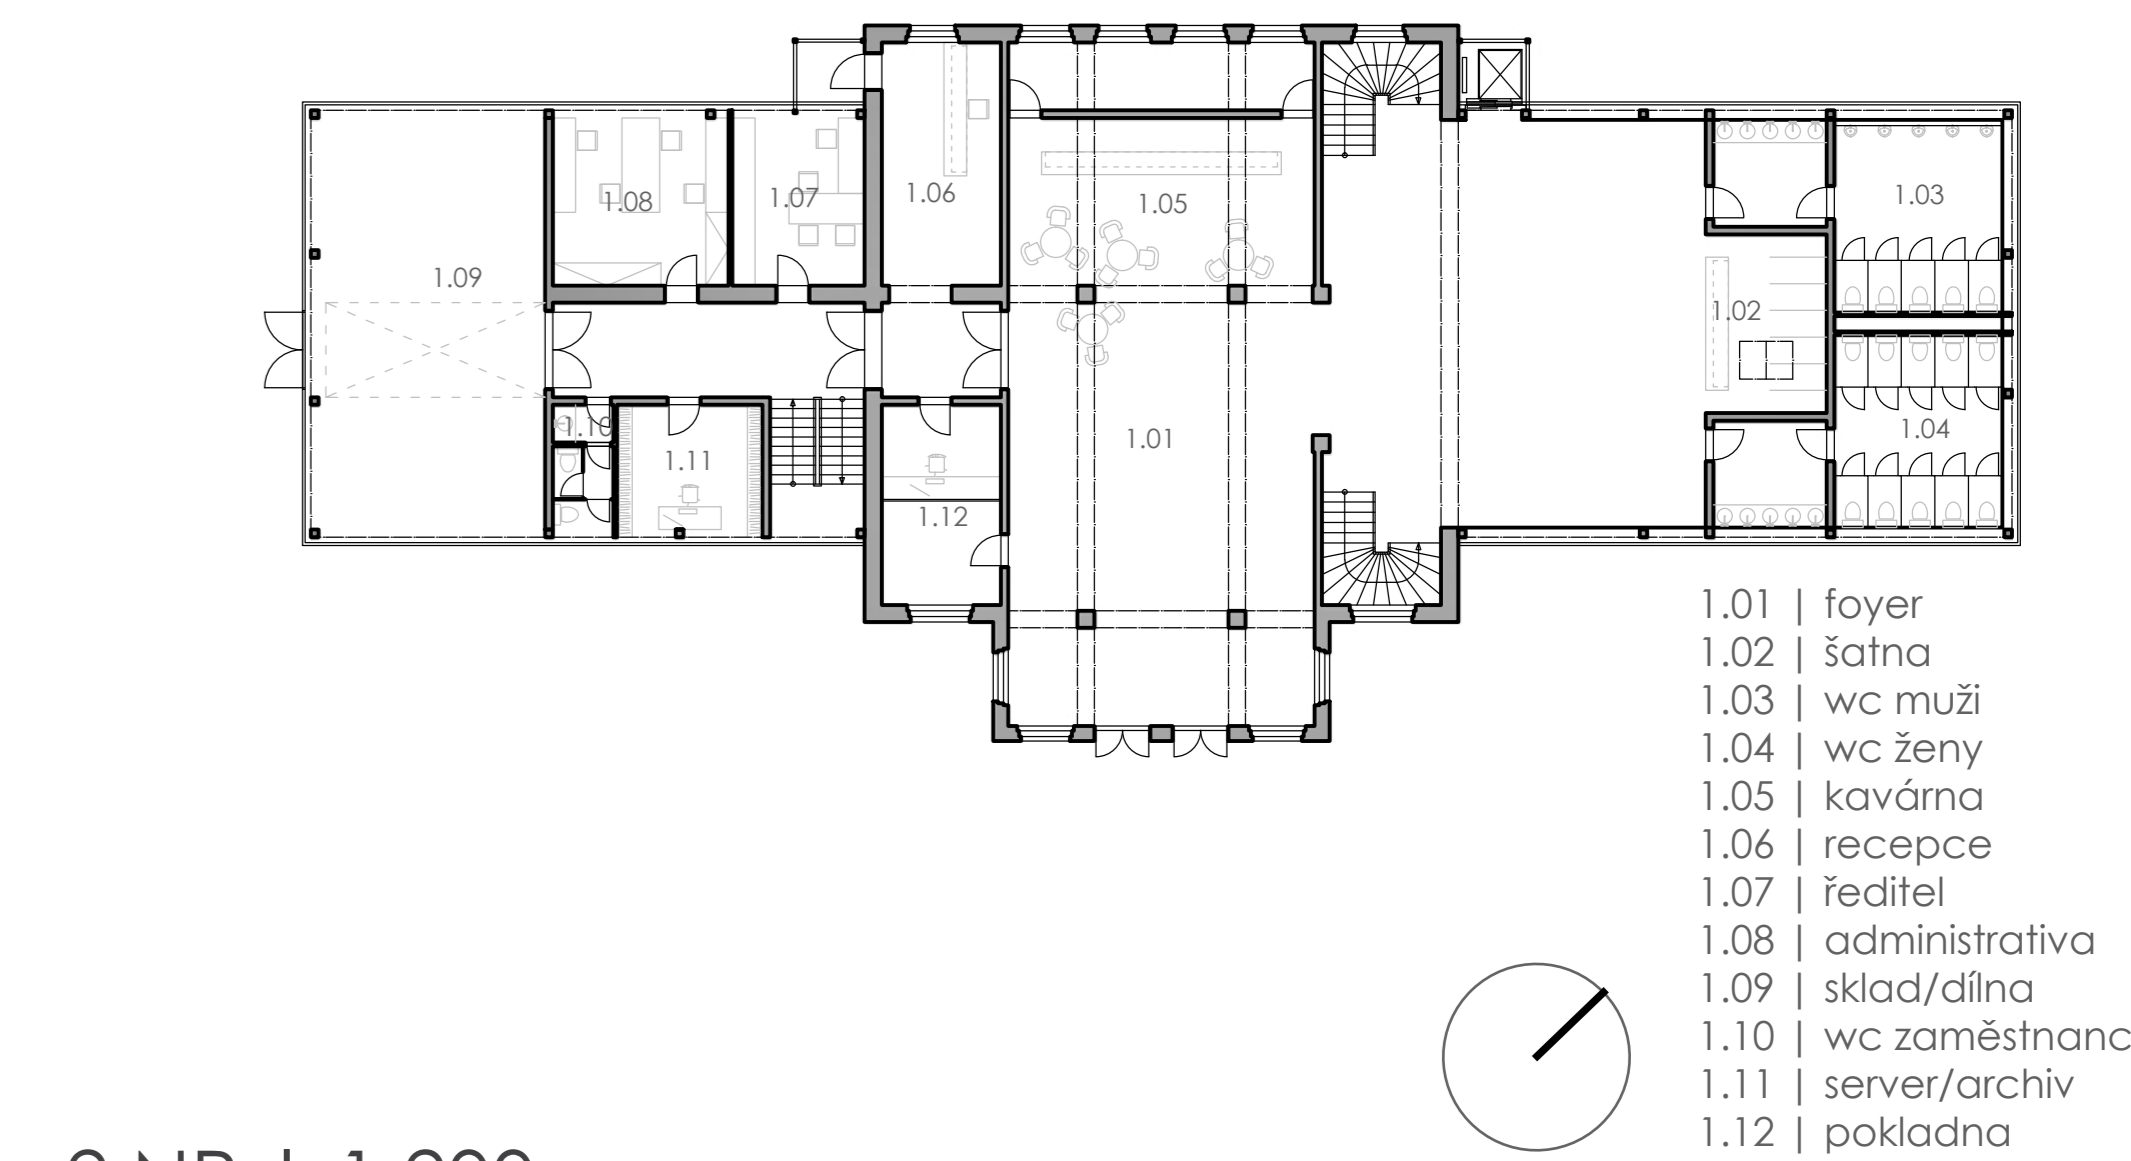 1.06
1.03
1.08
1.07
1.05
1.09
1.02
1.10
1.01
1.04
1.11
1.12
1.01 | foyer
1.02 | šatna
1.03 | wc muži
1.04 | wc ženy
1.05 | kavárna
1.06 | recepce
1.07 | ředitel
1.08 | administrativa
1.09 | sklad/dílna
1.10 | wc zaměstnanc
1.11 | server/archiv
1.12 | pokladna